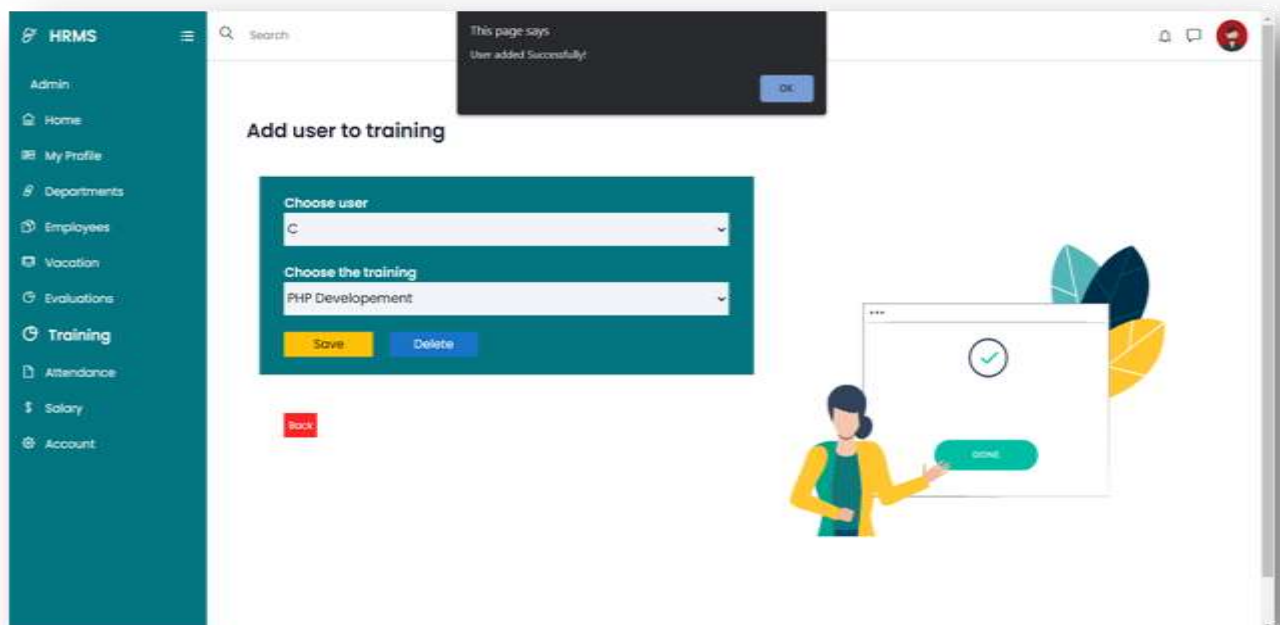 HRMS
Search
This page says
User added Successfully!
OK
Admin
Home
My Profile
Departments
Employees
Vacation
Evaluations
Training
Attendance
$ Salary
Account
Add user to training
Choose user
C
Choose the training
PHP Developement
Save
Delete
Back
DONE